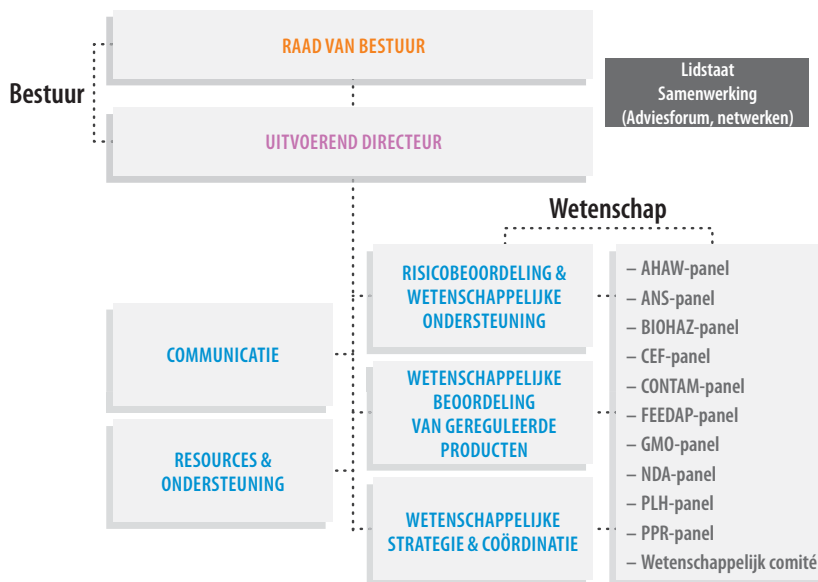 RAAD VAN BESTUUR
Bestuur
UITVOEREND DIRECTEUR
Lidstaat
Samenwerking
(Adviesforum, netwerken)
Wetenschap
RISICOBEOORDELING &
WETENSCHAPPELIJKE
ONDERSTEUNING
COMMUNICATIE
WETENSCHAPPELIJKE
BEOORDELING
VAN GEREGULEERDE
PRODUCTEN
RESOURCES &
ONDERSTEUNING
WETENSCHAPPELIJKE
STRATEGIE & COÖRDINATIE
– AHAW-panel
– ANS-panel
– BIOHAZ-panel
– CEF-panel
– CONTAM-panel
– FEEDAP-panel
– GMO-panel
– NDA-panel
– PLH-panel
– PPR-panel
– Wetenschappelijk comité